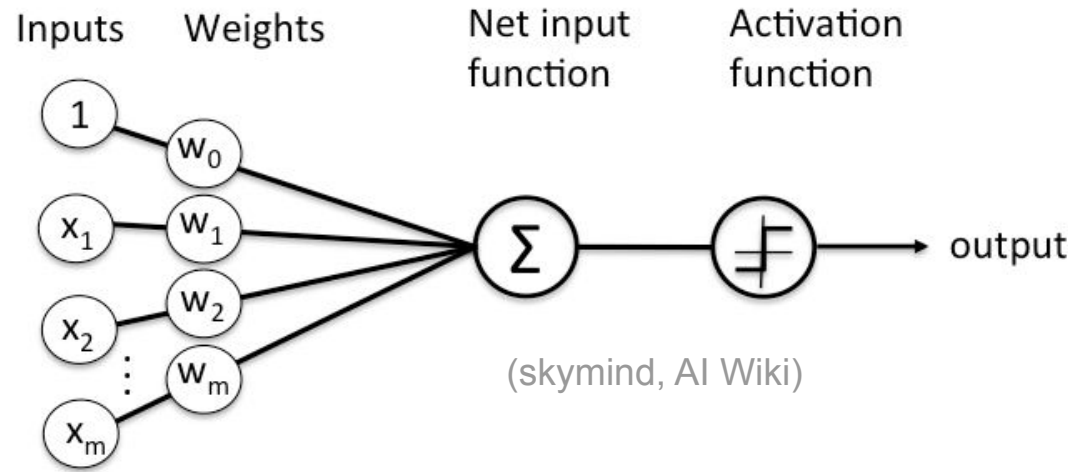 Inputs
Weights
Net input
function
Activation
function
1
w0
x1
w1
Σ
output
x2
w2
⋮
wm
xm
(skymind, AI Wiki)